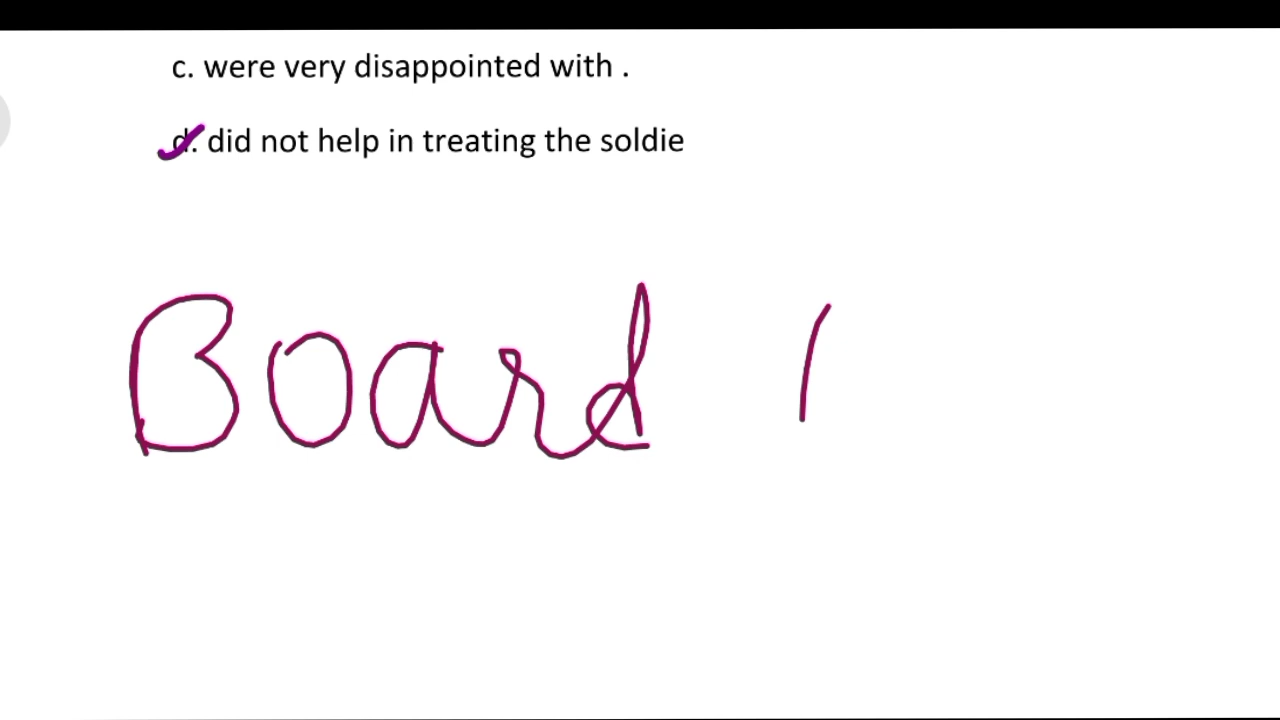 c. were very disappointed with .
d. did not help in treating the soldie
Board